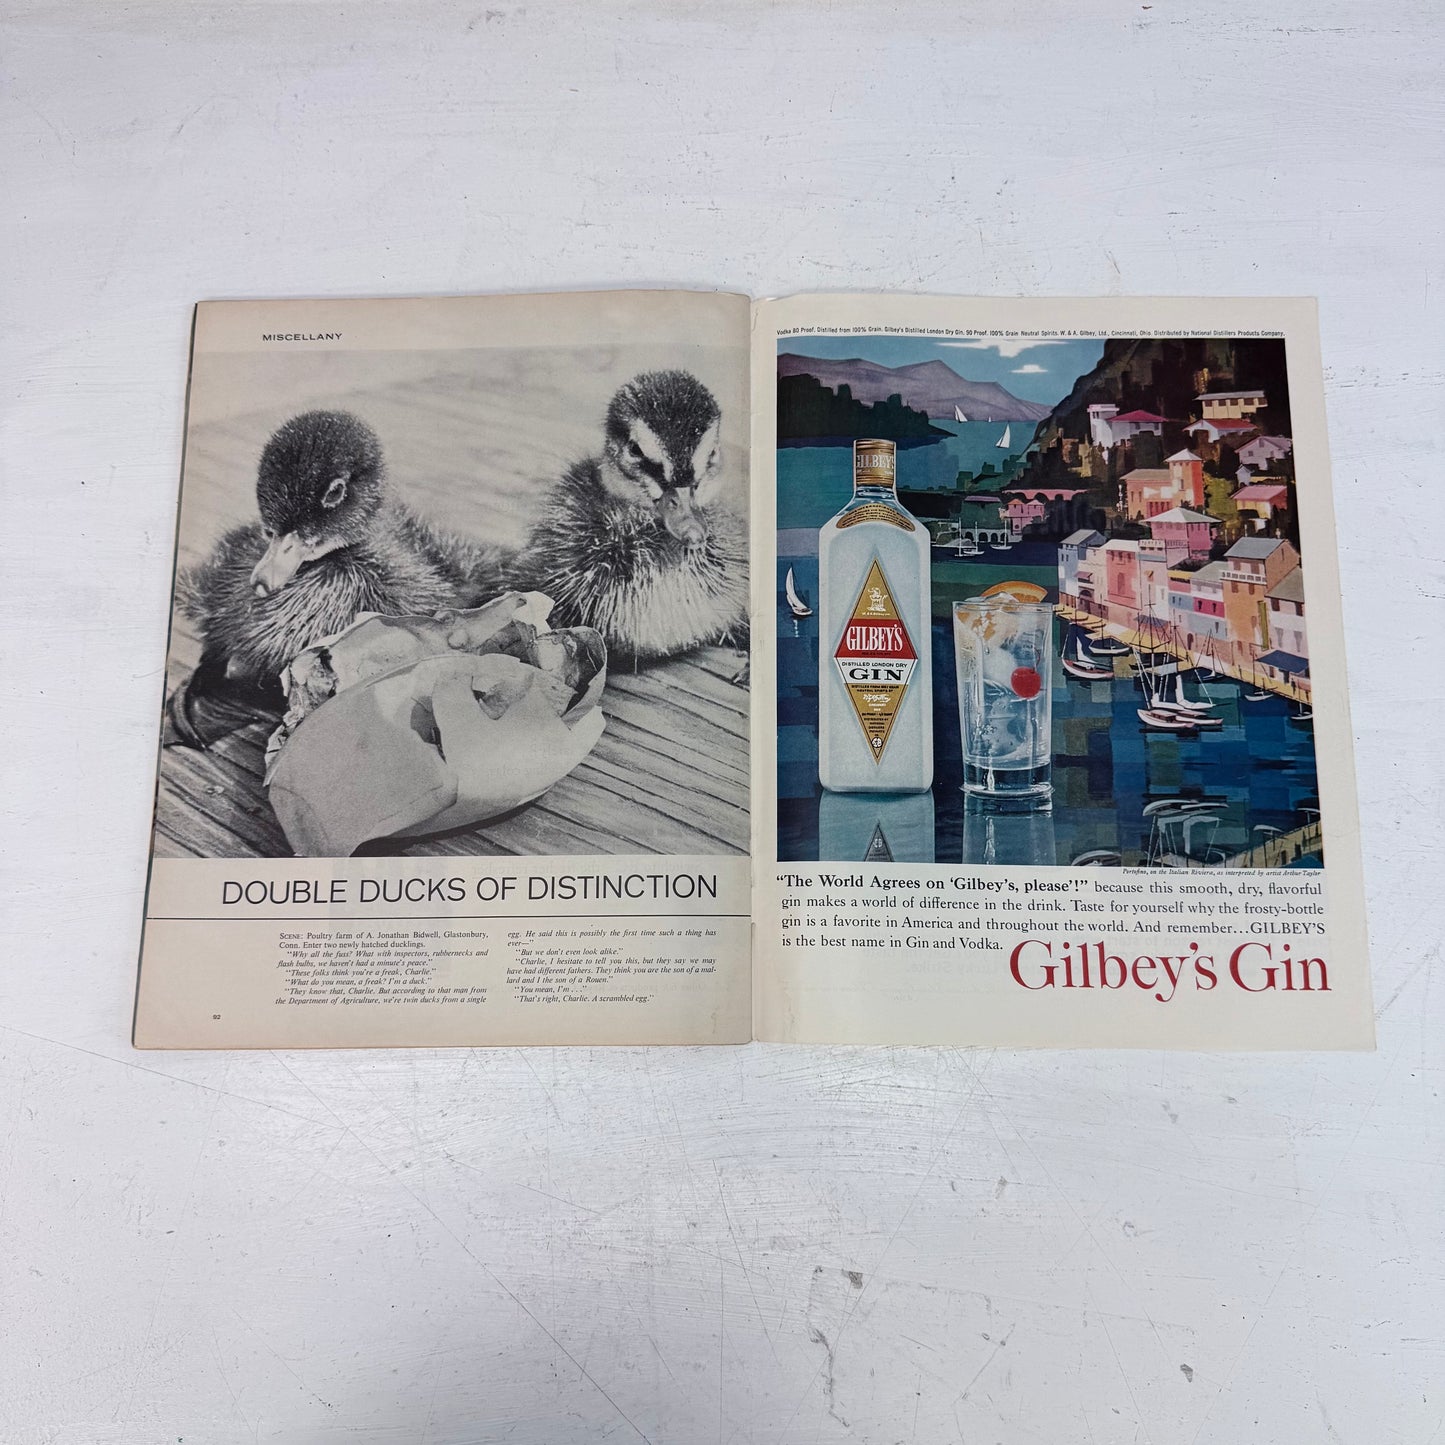 MISCELLANY
DOUBLE DUCKS OF DISTINCTION
SCENE: Poultry farm of A. Jonathan Bidwell, Glastonbury,
Conn. Enter two newly hatched ducklings.
"Why all the fuss? What with inspectors, rubbernecks and
flash bulbs, we haven't had a minute's peace."
"These folks think you're a freak, Charlie."
"What do you mean, a freak? I'm a duck."
"They know that, Charlie. But according to that man from
the Department of Agriculture, we're twin ducks from a single
egg. He said this is possibly the first time such a thing has
ever—"
"But we don't even look alike."
"Charlie, I hesitate to tell you this, but they say we may
have had different fathers. They think you are the son of a mal-
lard and I the son of a Rouen."
"You mean, I'm . . ."
"That's right, Charlie. A scrambled egg."
92
Vodka 80 Proof. Distilled from 100% Grain. Gilbey's Distilled London Dry Gin. 90 Proof. 100% Grain Neutral Spirits. W. & A. Gilbey, Ltd., Cincinnati, Ohio. Distributed by National Distillers Products Company.
GILBEY'S
GILBEY'S
DISTILLED LONDON DRY
GIN
Portofino, on the Italian Riviera, as interpreted by artist Arthur Taylor
"The World Agrees on 'Gilbey's, please'!" because this smooth, dry, flavorful
gin makes a world of difference in the drink. Taste for yourself why the frosty-bottle
gin is a favorite in America and throughout the world. And remember...GILBEY'S
is the best name in Gin and Vodka.
Gilbey's Gin